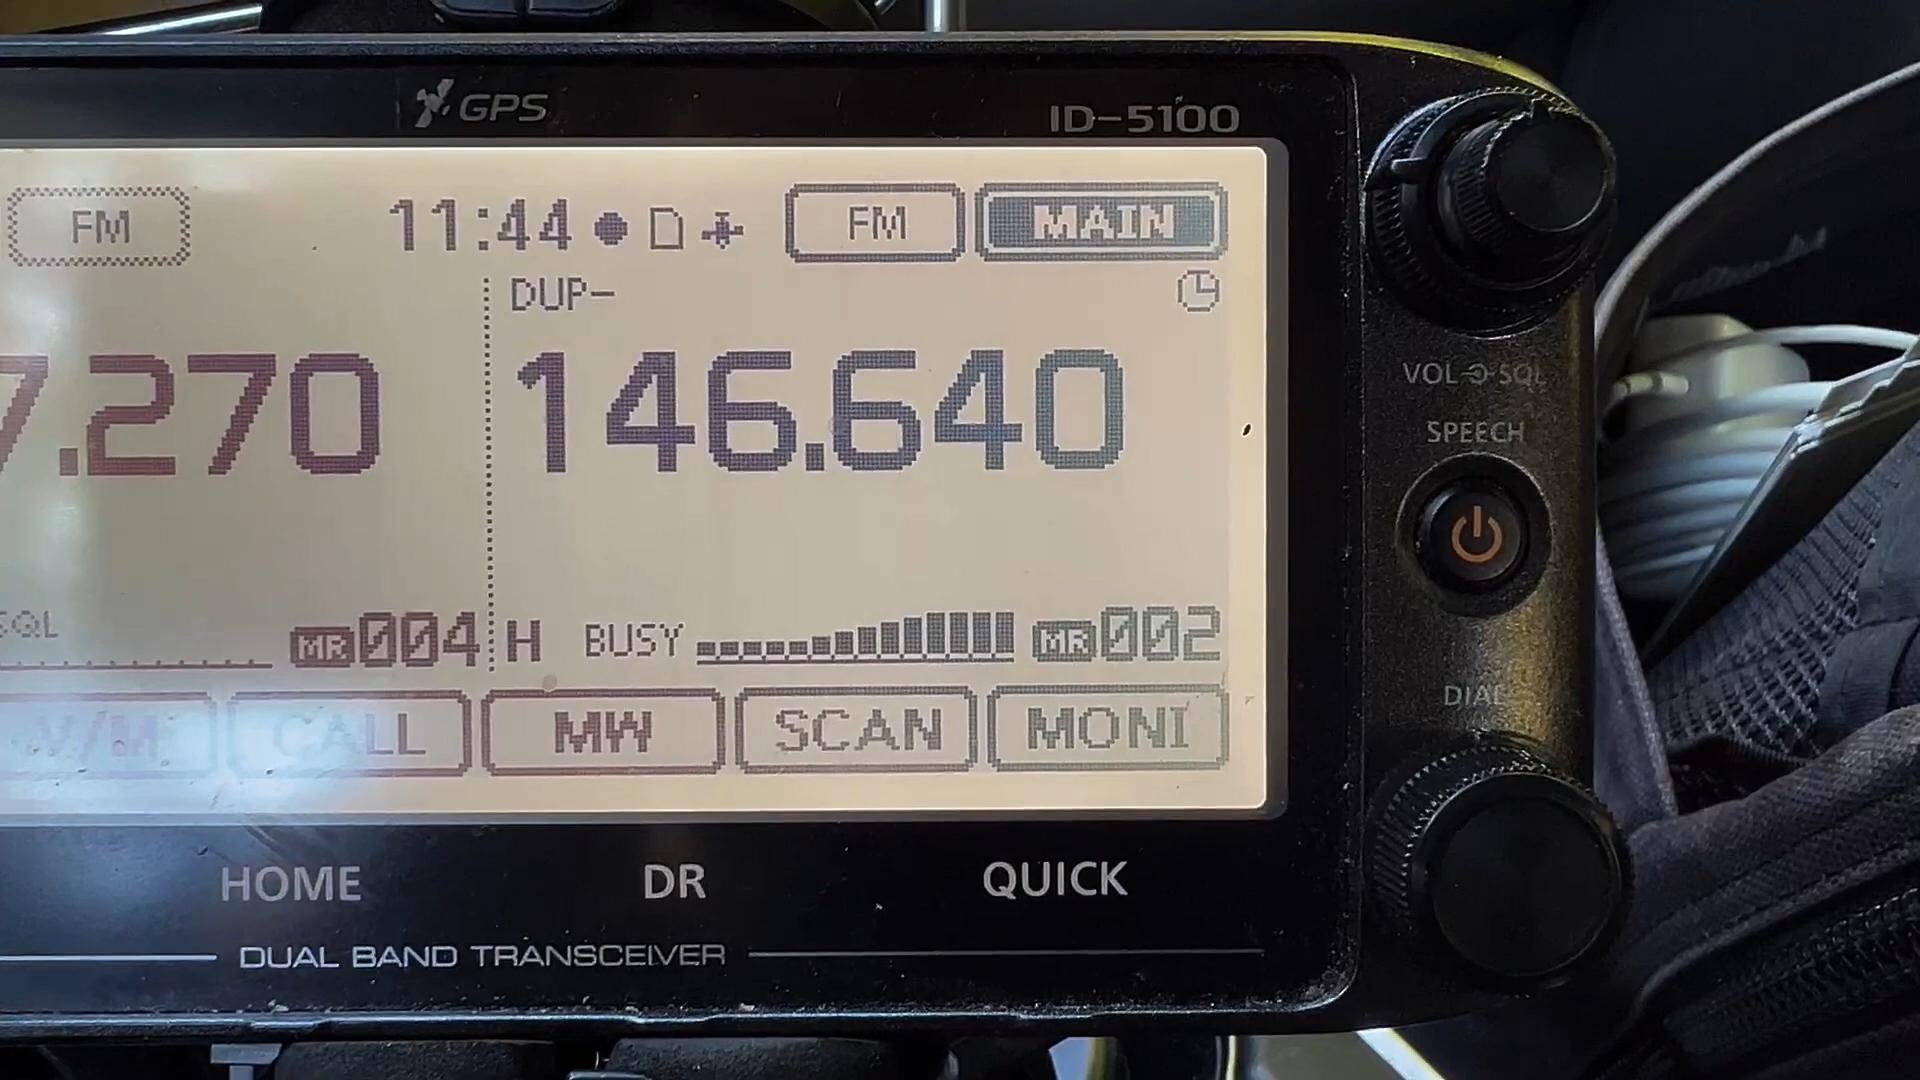 GPS
ID-5100
FM 11:44 FM MAIN
DUP-
7.270 146.640
SQL MR 004 H BUSY MR 002
V/M CALL MW SCAN MONI
VOL SQL
SPEECH
DIAL
HOME DR QUICK
DUAL BAND TRANSCEIVER